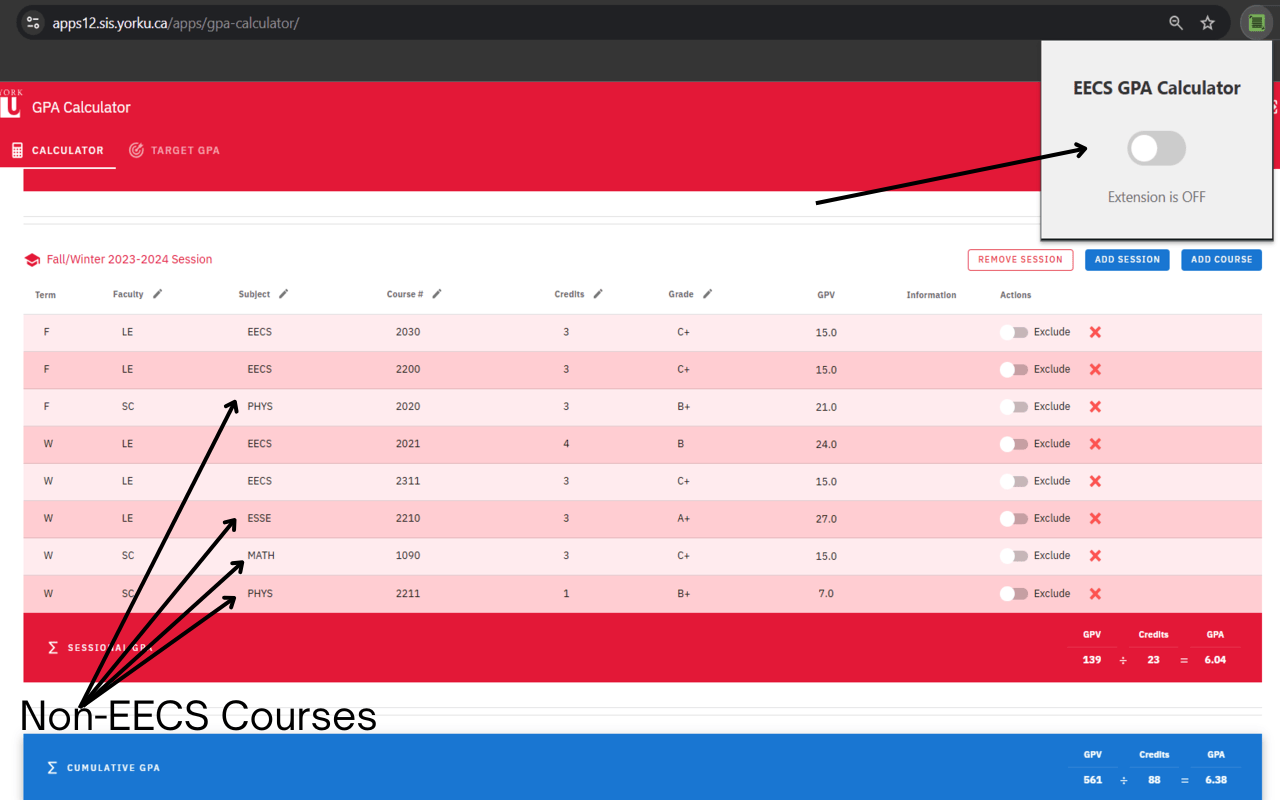 apps12.sis.yorku.ca/apps/gpa-calculator/
EECS GPA Calculator
Extension is OFF
YORK
U
GPA Calculator
CALCULATOR TARGET GPA
Fall/Winter 2023-2024 Session REMOVE SESSION ADD SESSION ADD COURSE
Term Faculty Subject Course # Credits Grade GPV Information Actions
F LE EECS 2030 3 C+ 15.0 Exclude
F LE EECS 2200 3 C+ 15.0 Exclude
F SC PHYS 2020 3 B+ 21.0 Exclude
W LE EECS 2021 4 B 24.0 Exclude
W LE EECS 2311 3 C+ 15.0 Exclude
W LE ESSE 2210 3 A+ 27.0 Exclude
W SC MATH 1090 3 C+ 15.0 Exclude
W SC PHYS 2211 1 B+ 7.0 Exclude
GPV Credits GPA
Σ SESSIONAL GPA 139 ÷ 23 = 6.04
Non-EECS Courses
GPV Credits GPA
Σ CUMULATIVE GPA 561 ÷ 88 = 6.38